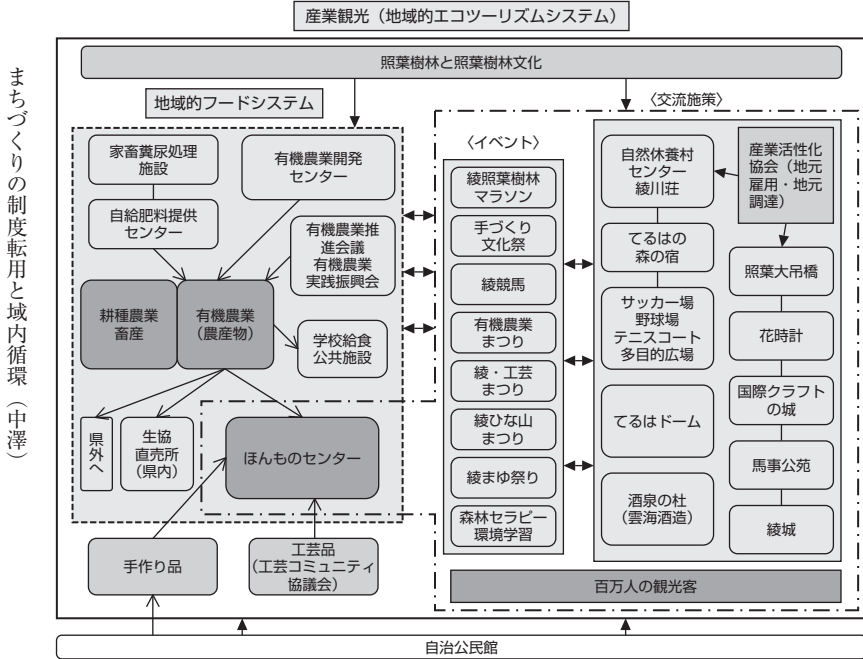 まちづくりの制度転用と域内循環（中澤）
産業観光（地域的エコツーリズムシステム）
照葉樹林と照葉樹林文化
地域的フードシステム
家畜糞尿処理
施設
有機農業開発
センター
自給肥料提供
センター
有機農業推
進会議
有機農業
実践振興会
耕種農業
畜産
有機農業
（農産物）
学校給食
公共施設
県外へ
生協
直売所
（県内）
ほんものセンター
手作り品
工芸品
（工芸コミュニティ
協議会）
〈イベント〉
綾照葉樹林
マラソン
手づくり
文化祭
綾競馬
有機農業
まつり
綾・工芸
まつり
綾ひな山
まつり
綾まゆ祭り
森林セラピー
環境学習
〈交流施策〉
自然休養村
センター
綾川荘
てるはの
森の宿
サッカー場
野球場
テニスコート
多目的広場
てるはドーム
酒泉の杜
（雲海酒造）
産業活性化
協会（地元
雇用・地元
調達）
照葉大吊橋
花時計
国際クラフト
の城
馬事公苑
綾城
百万人の観光客
自治公民館